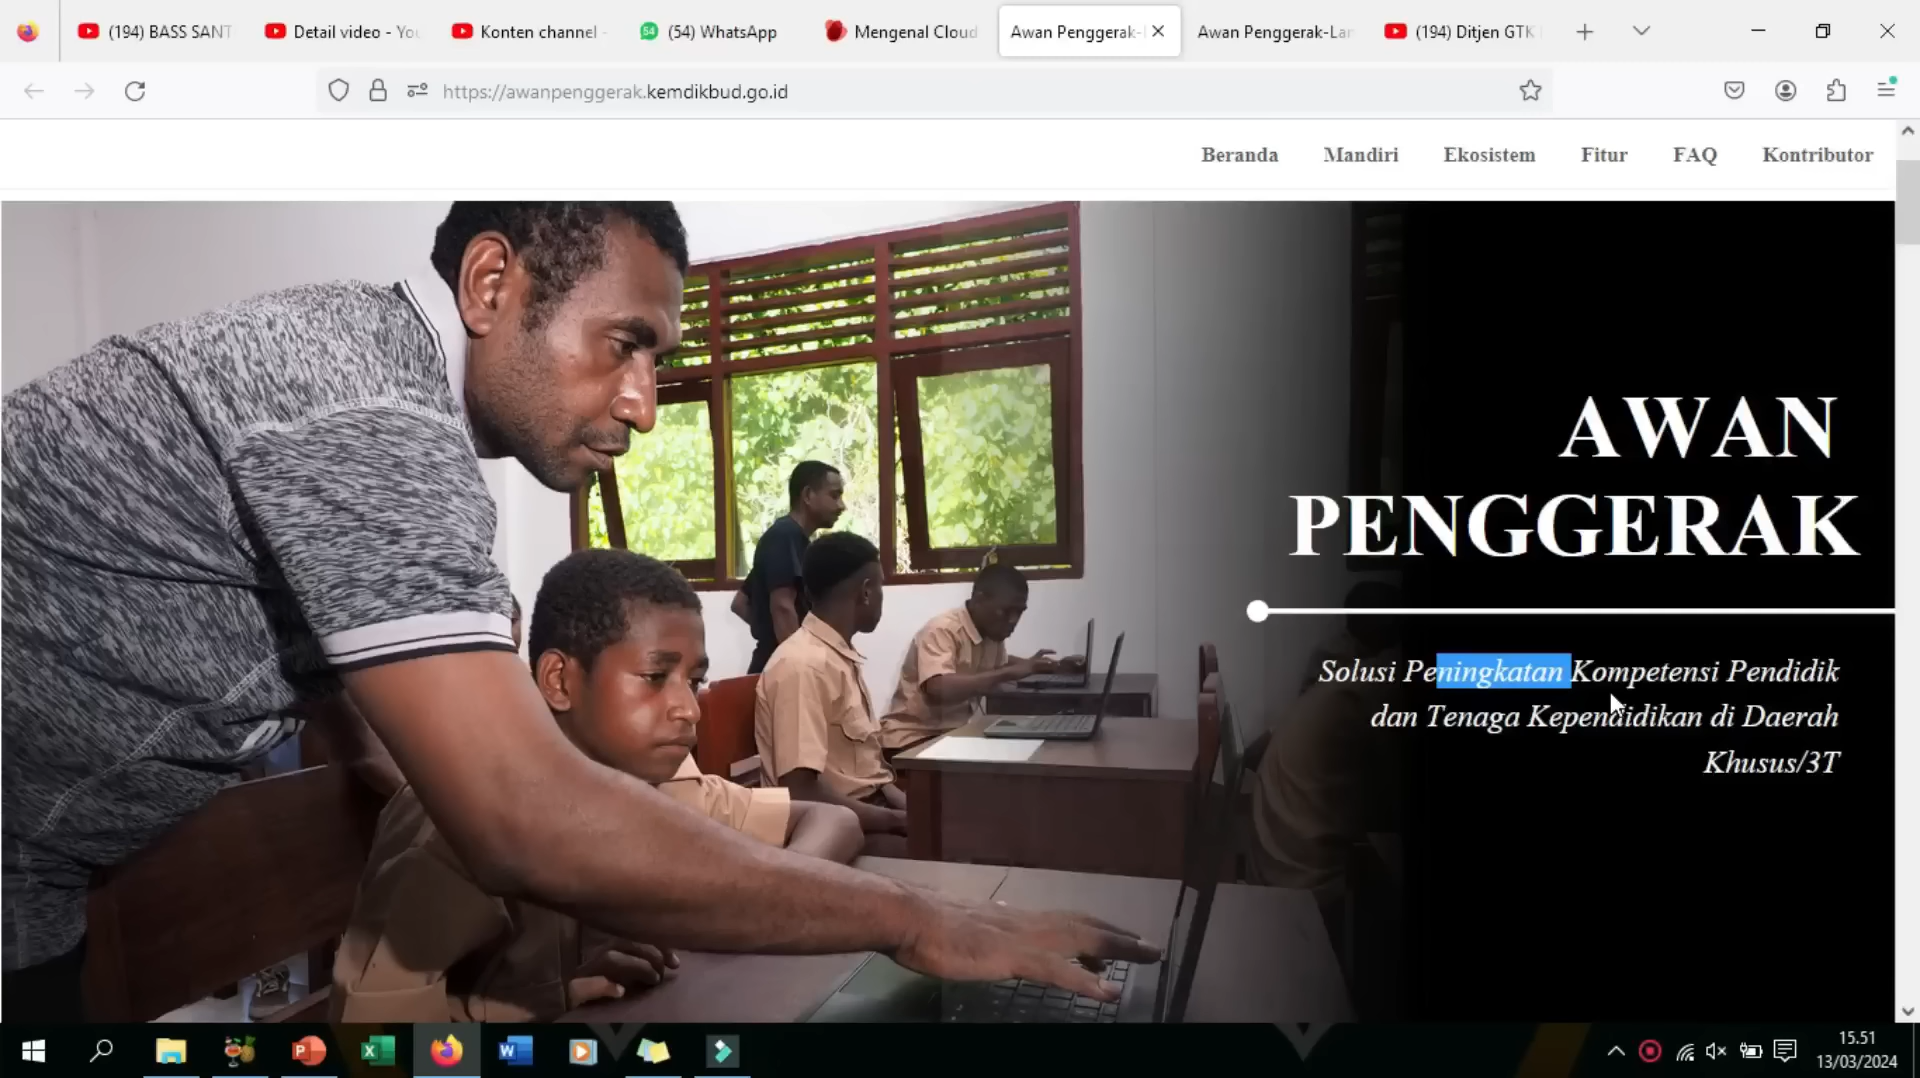 (194) BASS SANT
Detail video - You
Konten channel -
(54) WhatsApp
Mengenal Cloud
Awan Penggerak-
Awan Penggerak-Lan
(194) Ditjen GTK
https://awanpenggerak.kemdikbud.go.id
Beranda
Mandiri
Ekosistem
Fitur
FAQ
Kontributor
AWAN
PENGGERAK
Solusi Peningkatan Kompetensi Pendidik
dan Tenaga Kependidikan di Daerah
Khusus/3T
15.51
13/03/2024